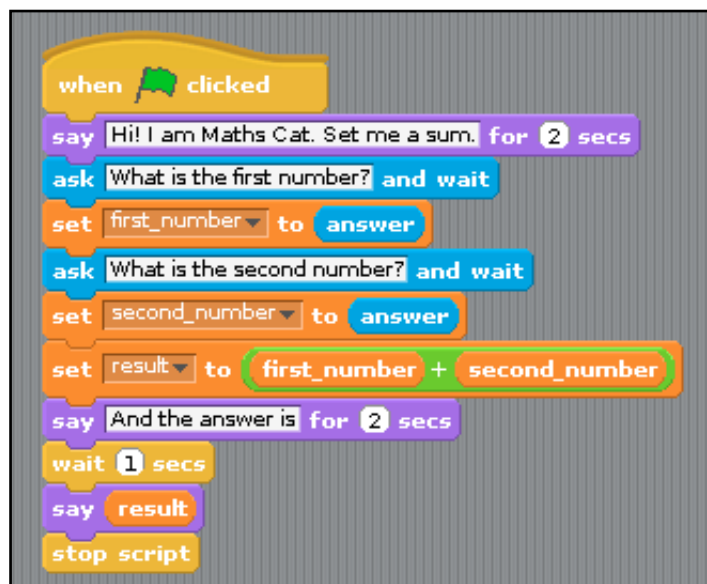 when clicked
say Hi! I am Maths Cat. Set me a sum. for 2 secs
ask What is the first number? and wait
set first_number to answer
ask What is the second number? and wait
set second_number to answer
set result to first_number + second_number
say And the answer is for 2 secs
wait 1 secs
say result
stop script